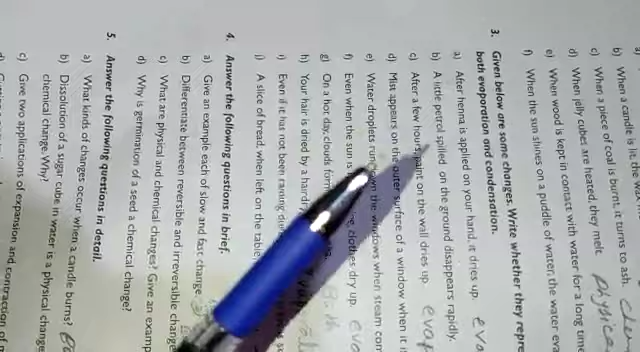 b) When a candle is lit, the wax
c) When a piece of coal is burnt, it turns to ash.
d) When jelly cubes are heated, they melt. physica
e) When wood is kept in contact with water for a long time
f) When the sun shines on a puddle of water, the water eva
3. Given below are some changes. Write whether they repre
both evaporation and condensation.
a) After henna is applied on your hand, it dries up. eva
b) A little petrol spilled on the ground disappears rapidly.
c) After a few hours, paint on the wall dries up. evap
d) Mist appears on the outer surface of a window when it i
e) Water droplets run down the windows when steam con
f) Even when the sun is clothes dry up. eva
g) On a hot day, clouds form
h) Your hair is dried by a hairdry
i) Even if it has not been raining
j) A slice of bread, when left on the table
4. Answer the following questions in brief.
a) Give an example each of slow and fast change.
b) Differentiate between reversible and irreversible change
c) What are physical and chemical changes? Give an examp
d) Why is germination of a seed a chemical change?
5. Answer the following questions in detail.
a) What kinds of changes occur when a candle burns?
b) Dissolution of a sugar cube in water is a physical change
chemical change. Why?
c) Give two applications of expansion and contraction of